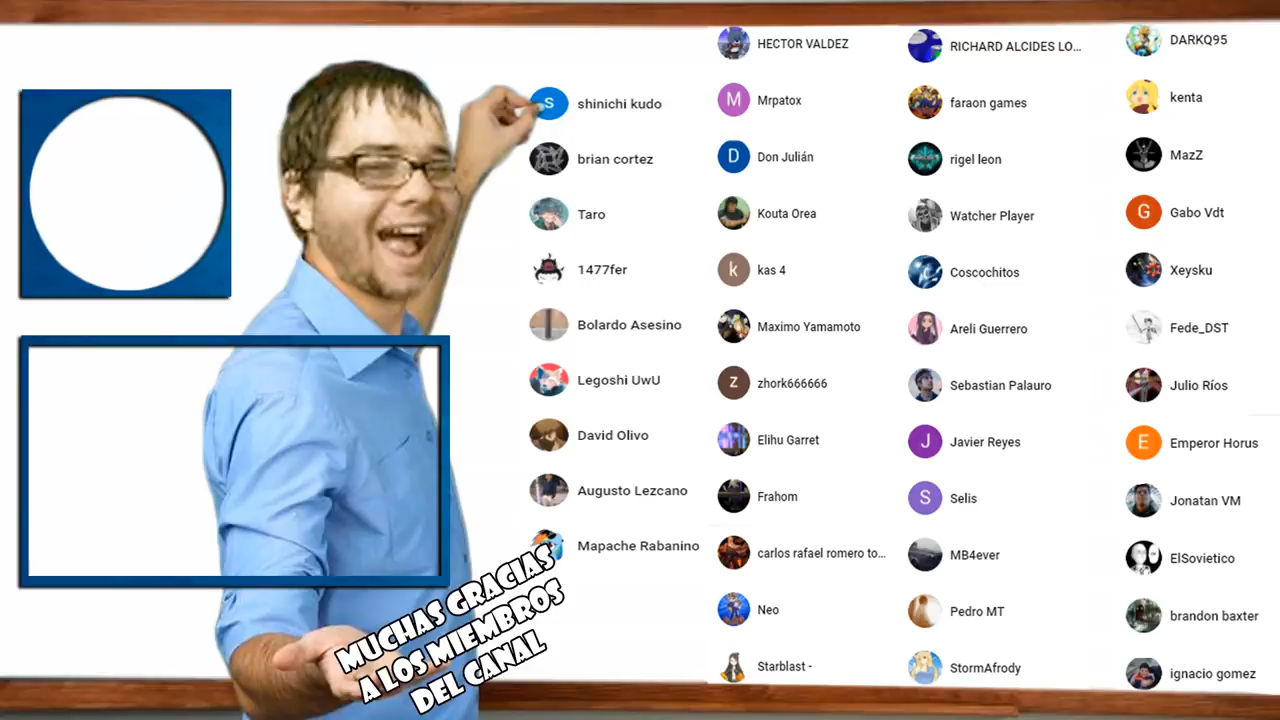 shinichi kudo
brian cortez
Taro
1477fer
Bolardo Asesino
Legoshi UwU
David Olivo
Augusto Lezcano
Mapache Rabanino
HECTOR VALDEZ
Mrpatox
Don Julián
Kouta Orea
kas 4
Maximo Yamamoto
zhork666666
Elihu Garret
Frahom
carlos rafael romero to...
Neo
Starblast -
RICHARD ALCIDES LO...
faraon games
rigel leon
Watcher Player
Coscochitos
Areli Guerrero
Sebastian Palauro
Javier Reyes
Selis
MB4ever
Pedro MT
StormAfrody
DARKQ95
kenta
MazZ
Gabo Vdt
Xeysku
Fede_DST
Julio Ríos
Emperor Horus
Jonatan VM
ElSovietico
brandon baxter
ignacio gomez
S
M
D
k
z
J
S
G
E
MUCHAS GRACIAS
A LOS MIEMBROS
DEL CANAL